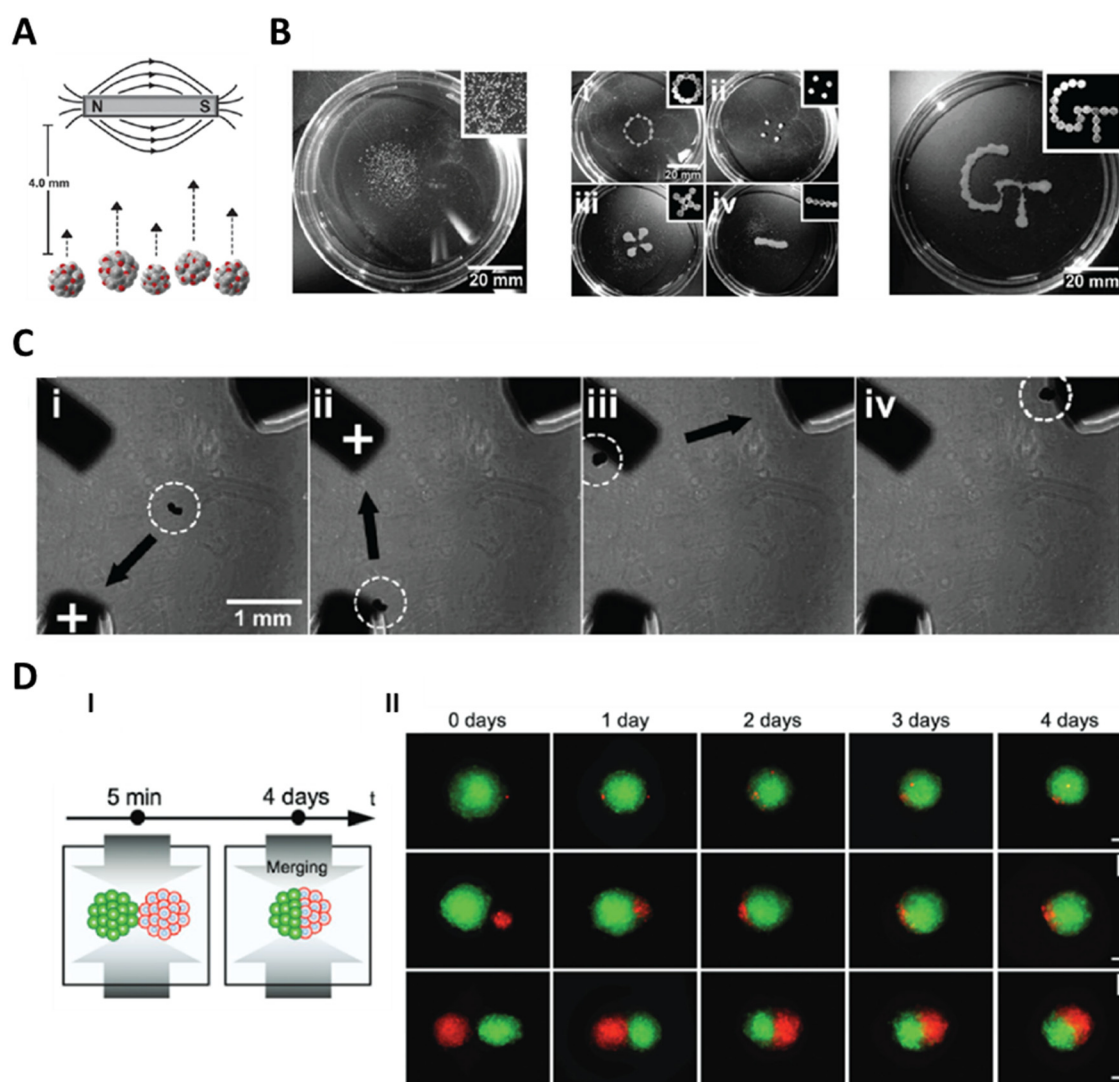 A
N S
4.0 mm
B
20 mm
i
ii
20 mm
iii
iv
20 mm
C
i
ii
iii
iv
+
+
1 mm
D
I
II
5 min
4 days
t
Merging
0 days
1 day
2 days
3 days
4 days